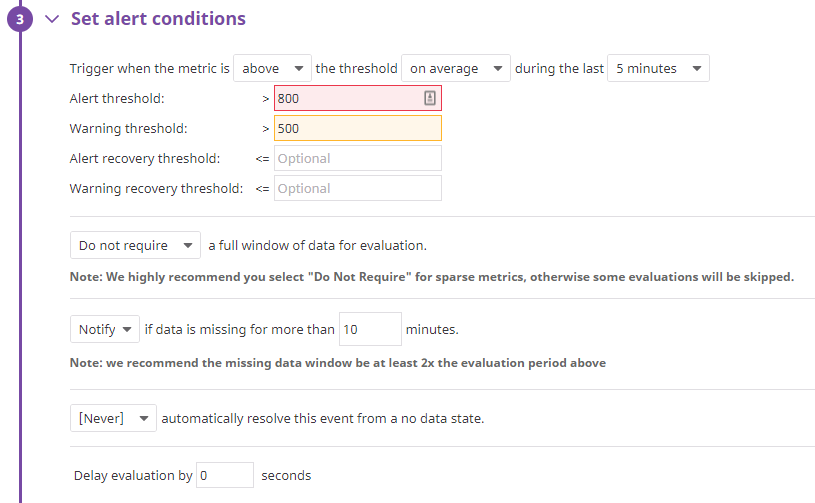 3 Set alert conditions
Trigger when the metric is above the threshold on average during the last 5 minutes
Alert threshold: > 800
Warning threshold: > 500
Alert recovery threshold: <= Optional
Warning recovery threshold: <= Optional
Do not require a full window of data for evaluation.
Note: We highly recommend you select "Do Not Require" for sparse metrics, otherwise some evaluations will be skipped.
Notify if data is missing for more than 10 minutes.
Note: we recommend the missing data window be at least 2x the evaluation period above
[Never] automatically resolve this event from a no data state.
Delay evaluation by 0 seconds